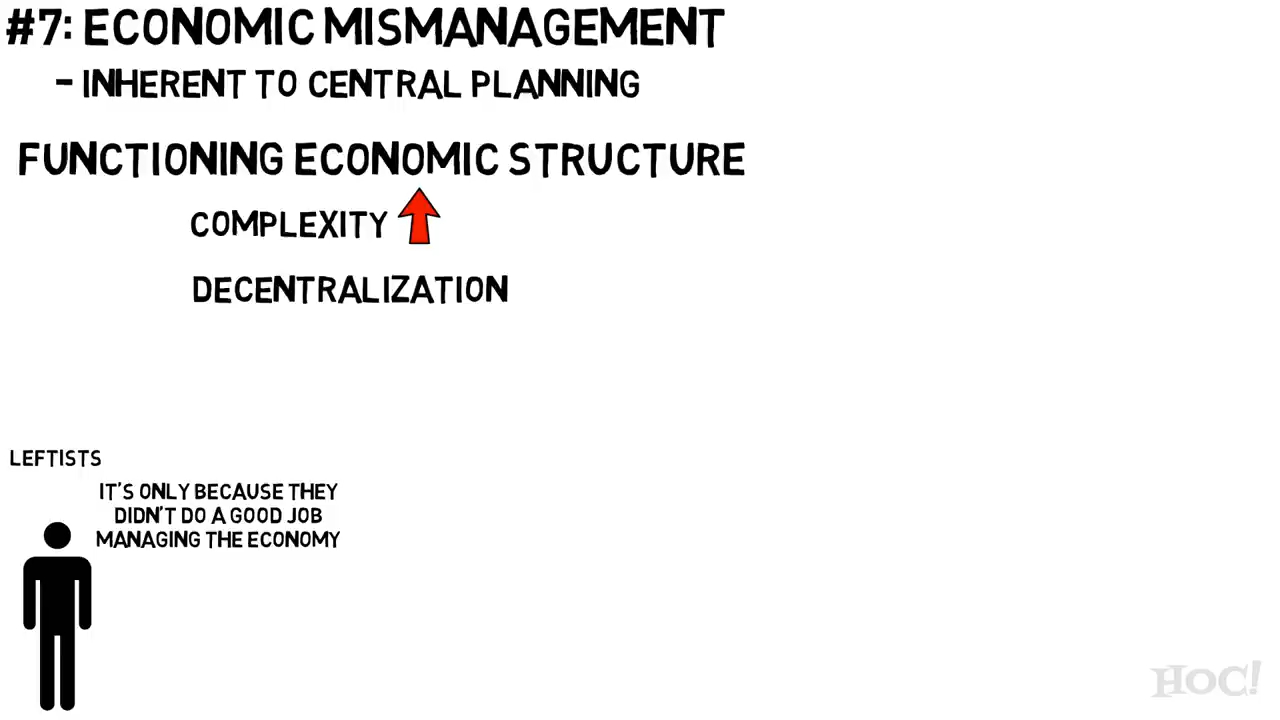 #7: ECONOMIC MISMANAGEMENT
- INHERENT TO CENTRAL PLANNING
FUNCTIONING ECONOMIC STRUCTURE
COMPLEXITY
DECENTRALIZATION
LEFTISTS
IT'S ONLY BECAUSE THEY
DIDN'T DO A GOOD JOB
MANAGING THE ECONOMY
HOC!